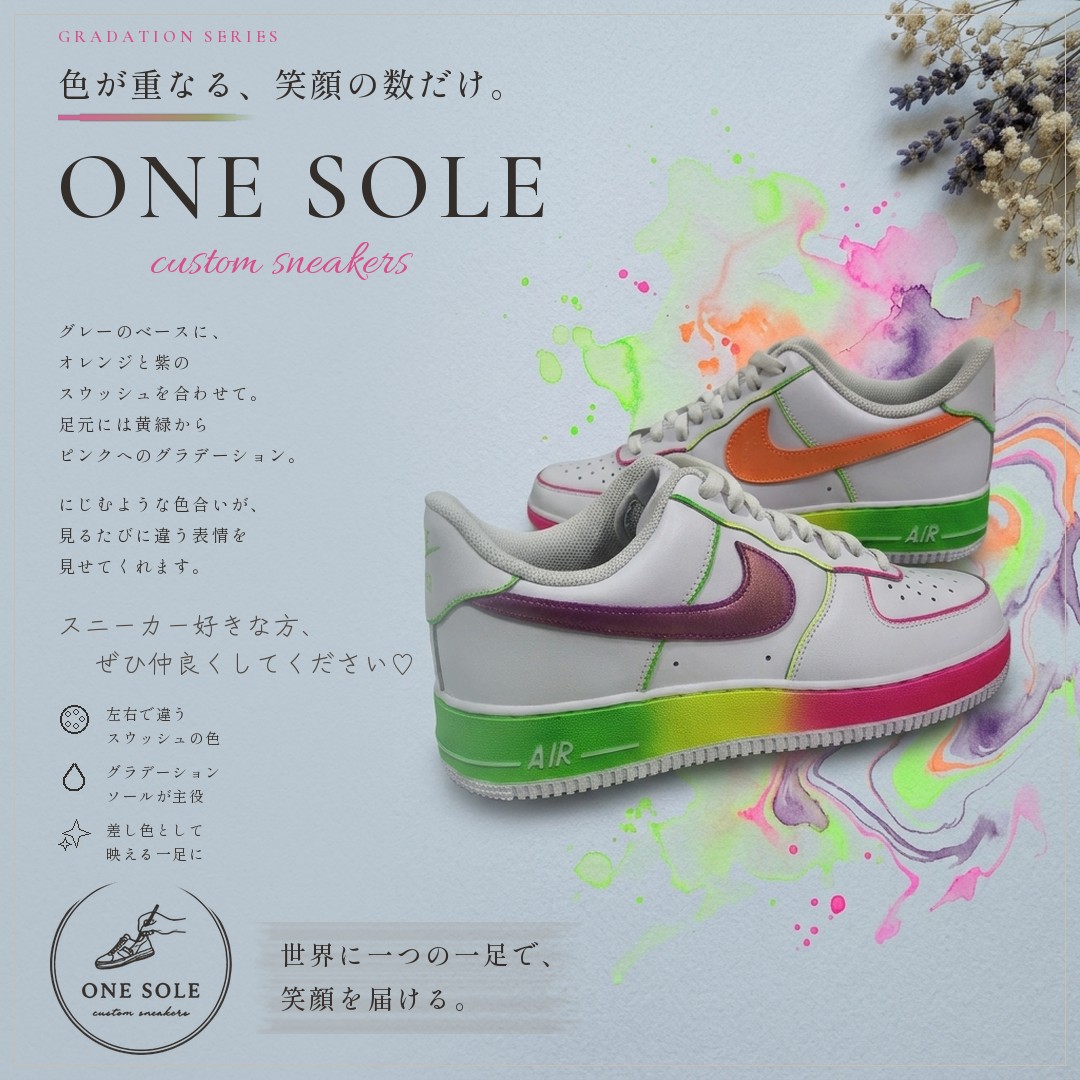 GRADATION SERIES
色が重なる、笑顔の数だけ。
ONE SOLE
custom sneakers
グレーのベースに、
オレンジと紫の
スウッシュを合わせて。
足元には黄緑から
ピンクへのグラデーション。
にじむような色合いが、
見るたびに違う表情を
見せてくれます。
スニーカー好きな方、
ぜひ仲良くしてください♡
左右で違う
スウッシュの色
グラデーション
ソールが主役
差し色として
映える一足に
AIR
AIR
ONE SOLE
custom sneakers
世界に一つの一足で、
笑顔を届ける。